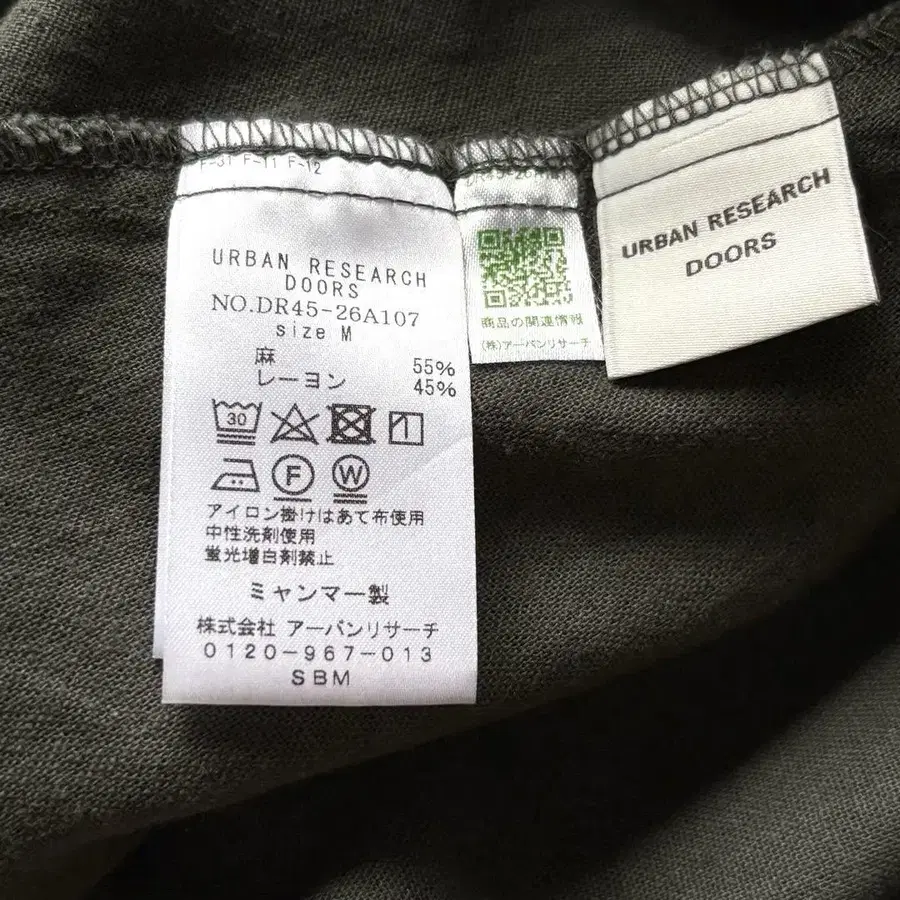 F-31 F-11 F-12
URBAN RESEARCH
DOORS
NO.DR45-26A107
size M
麻 55%
レーヨン 45%
30
F W
アイロン掛けはあて布使用
中性洗剤使用
蛍光増白剤禁止
ミャンマー製
株式会社 アーバンリサーチ
0120-967-013
SBM
商品の関連情報
(株)アーバンリサーチ
URBAN RESEARCH
DOORS